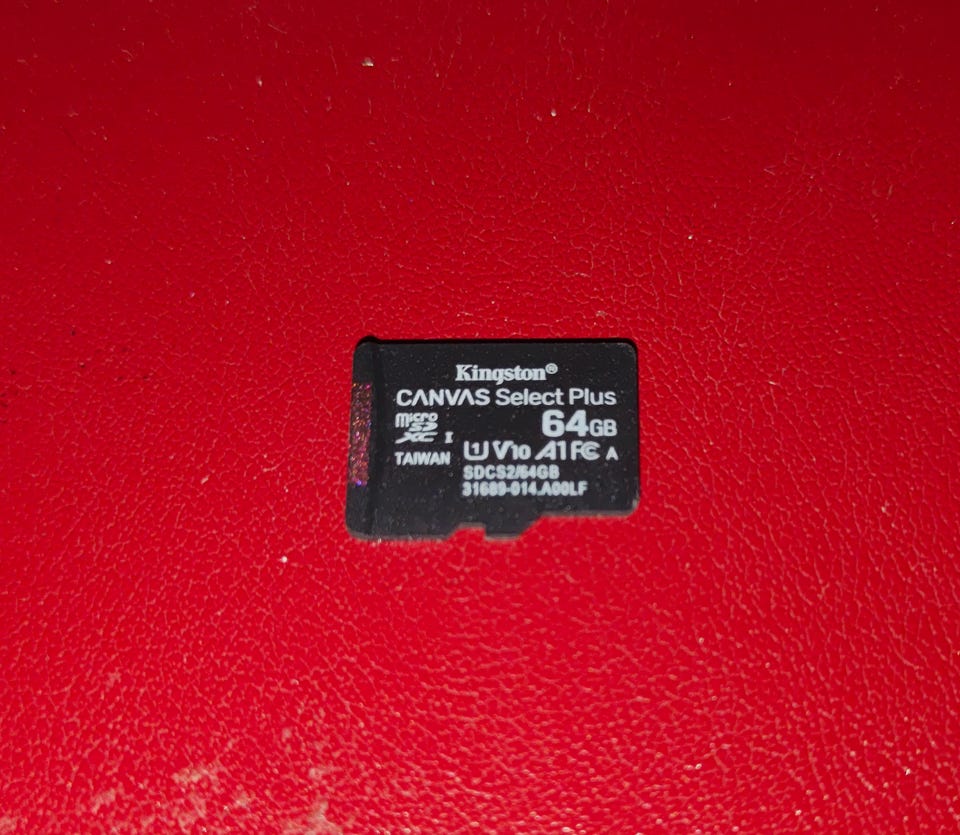 Kingston®
CANVAS Select Plus
micro SD XC I
64GB
TAIWAN
U1 V10 A1 FC A
SDCS2/64GB
31689-014.A00LF